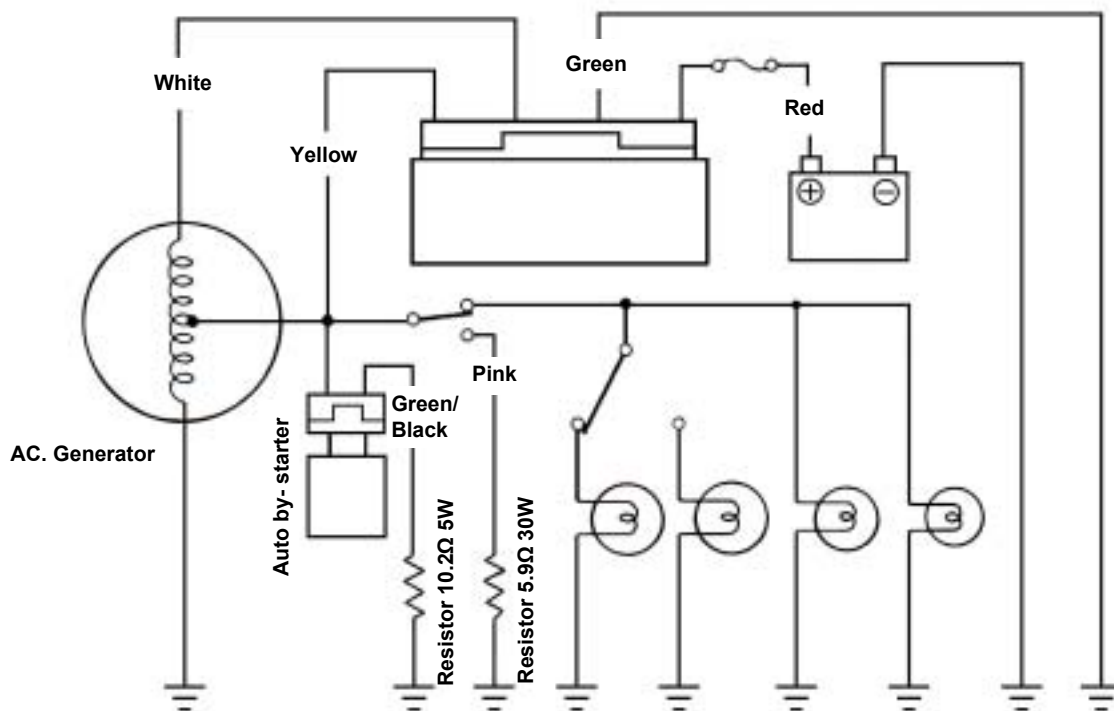 White
Green
Red
Yellow
Pink
Green/
Black
AC. Generator
Auto by- starter
Resistor 10.2Ω 5W
Resistor 5.9Ω 30W